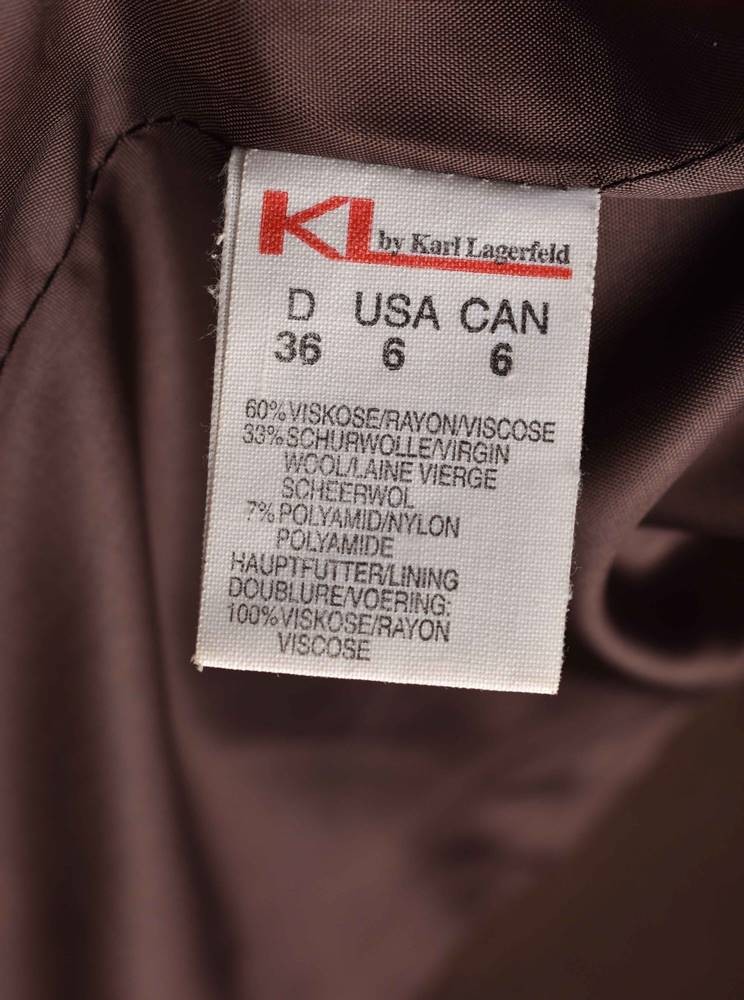 KL by Karl Lagerfeld
D USA CAN
36 6 6
60% VISKOSE/RAYON/VISCOSE
33% SCHURWOLLE/VIRGIN
WOOL/LAINE VIERGE
SCHEERWOL
7% POLYAMID/NYLON
POLYAMIDE
HAUPTFUTTER/LINING
DOUBLURE/VOERING:
100% VISKOSE/RAYON
VISCOSE